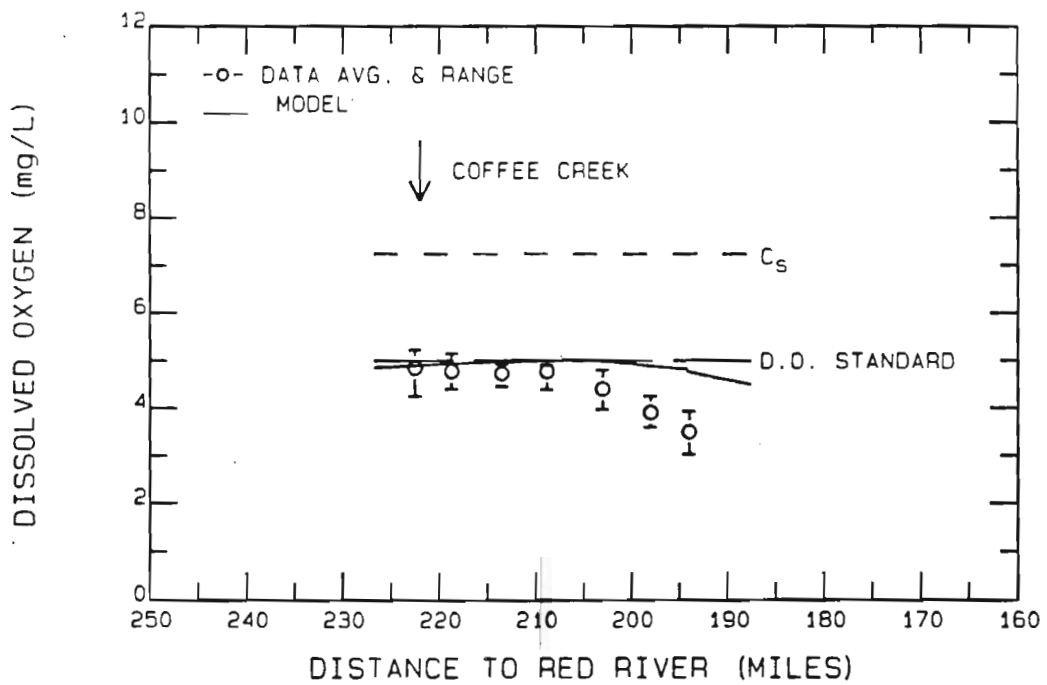 DISSOLVED OXYGEN (mg/L)
12
10
8
6
4
2
0
-o- DATA AVG. & RANGE
— MODEL
COFFEE CREEK
C_S
D.O. STANDARD
250 240 230 220 210 200 190 180 170 160
DISTANCE TO RED RIVER (MILES)